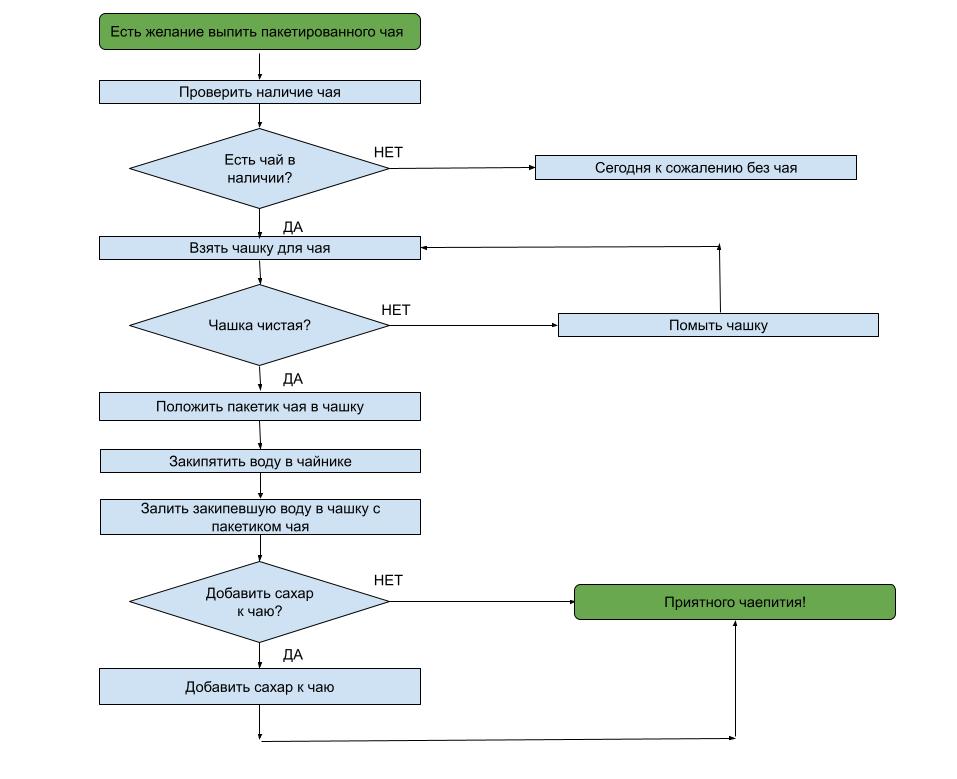 Есть желание выпить пакетированного чая
Проверить наличие чая
Есть чай в
наличии?
НЕТ
Сегодня к сожалению без чая
ДА
Взять чашку для чая
Чашка чистая?
НЕТ
Помыть чашку
ДА
Положить пакетик чая в чашку
Закипятить воду в чайнике
Залить закипевшую воду в чашку с
пакетиком чая
Добавить сахар
к чаю?
НЕТ
Приятного чаепития!
ДА
Добавить сахар к чаю